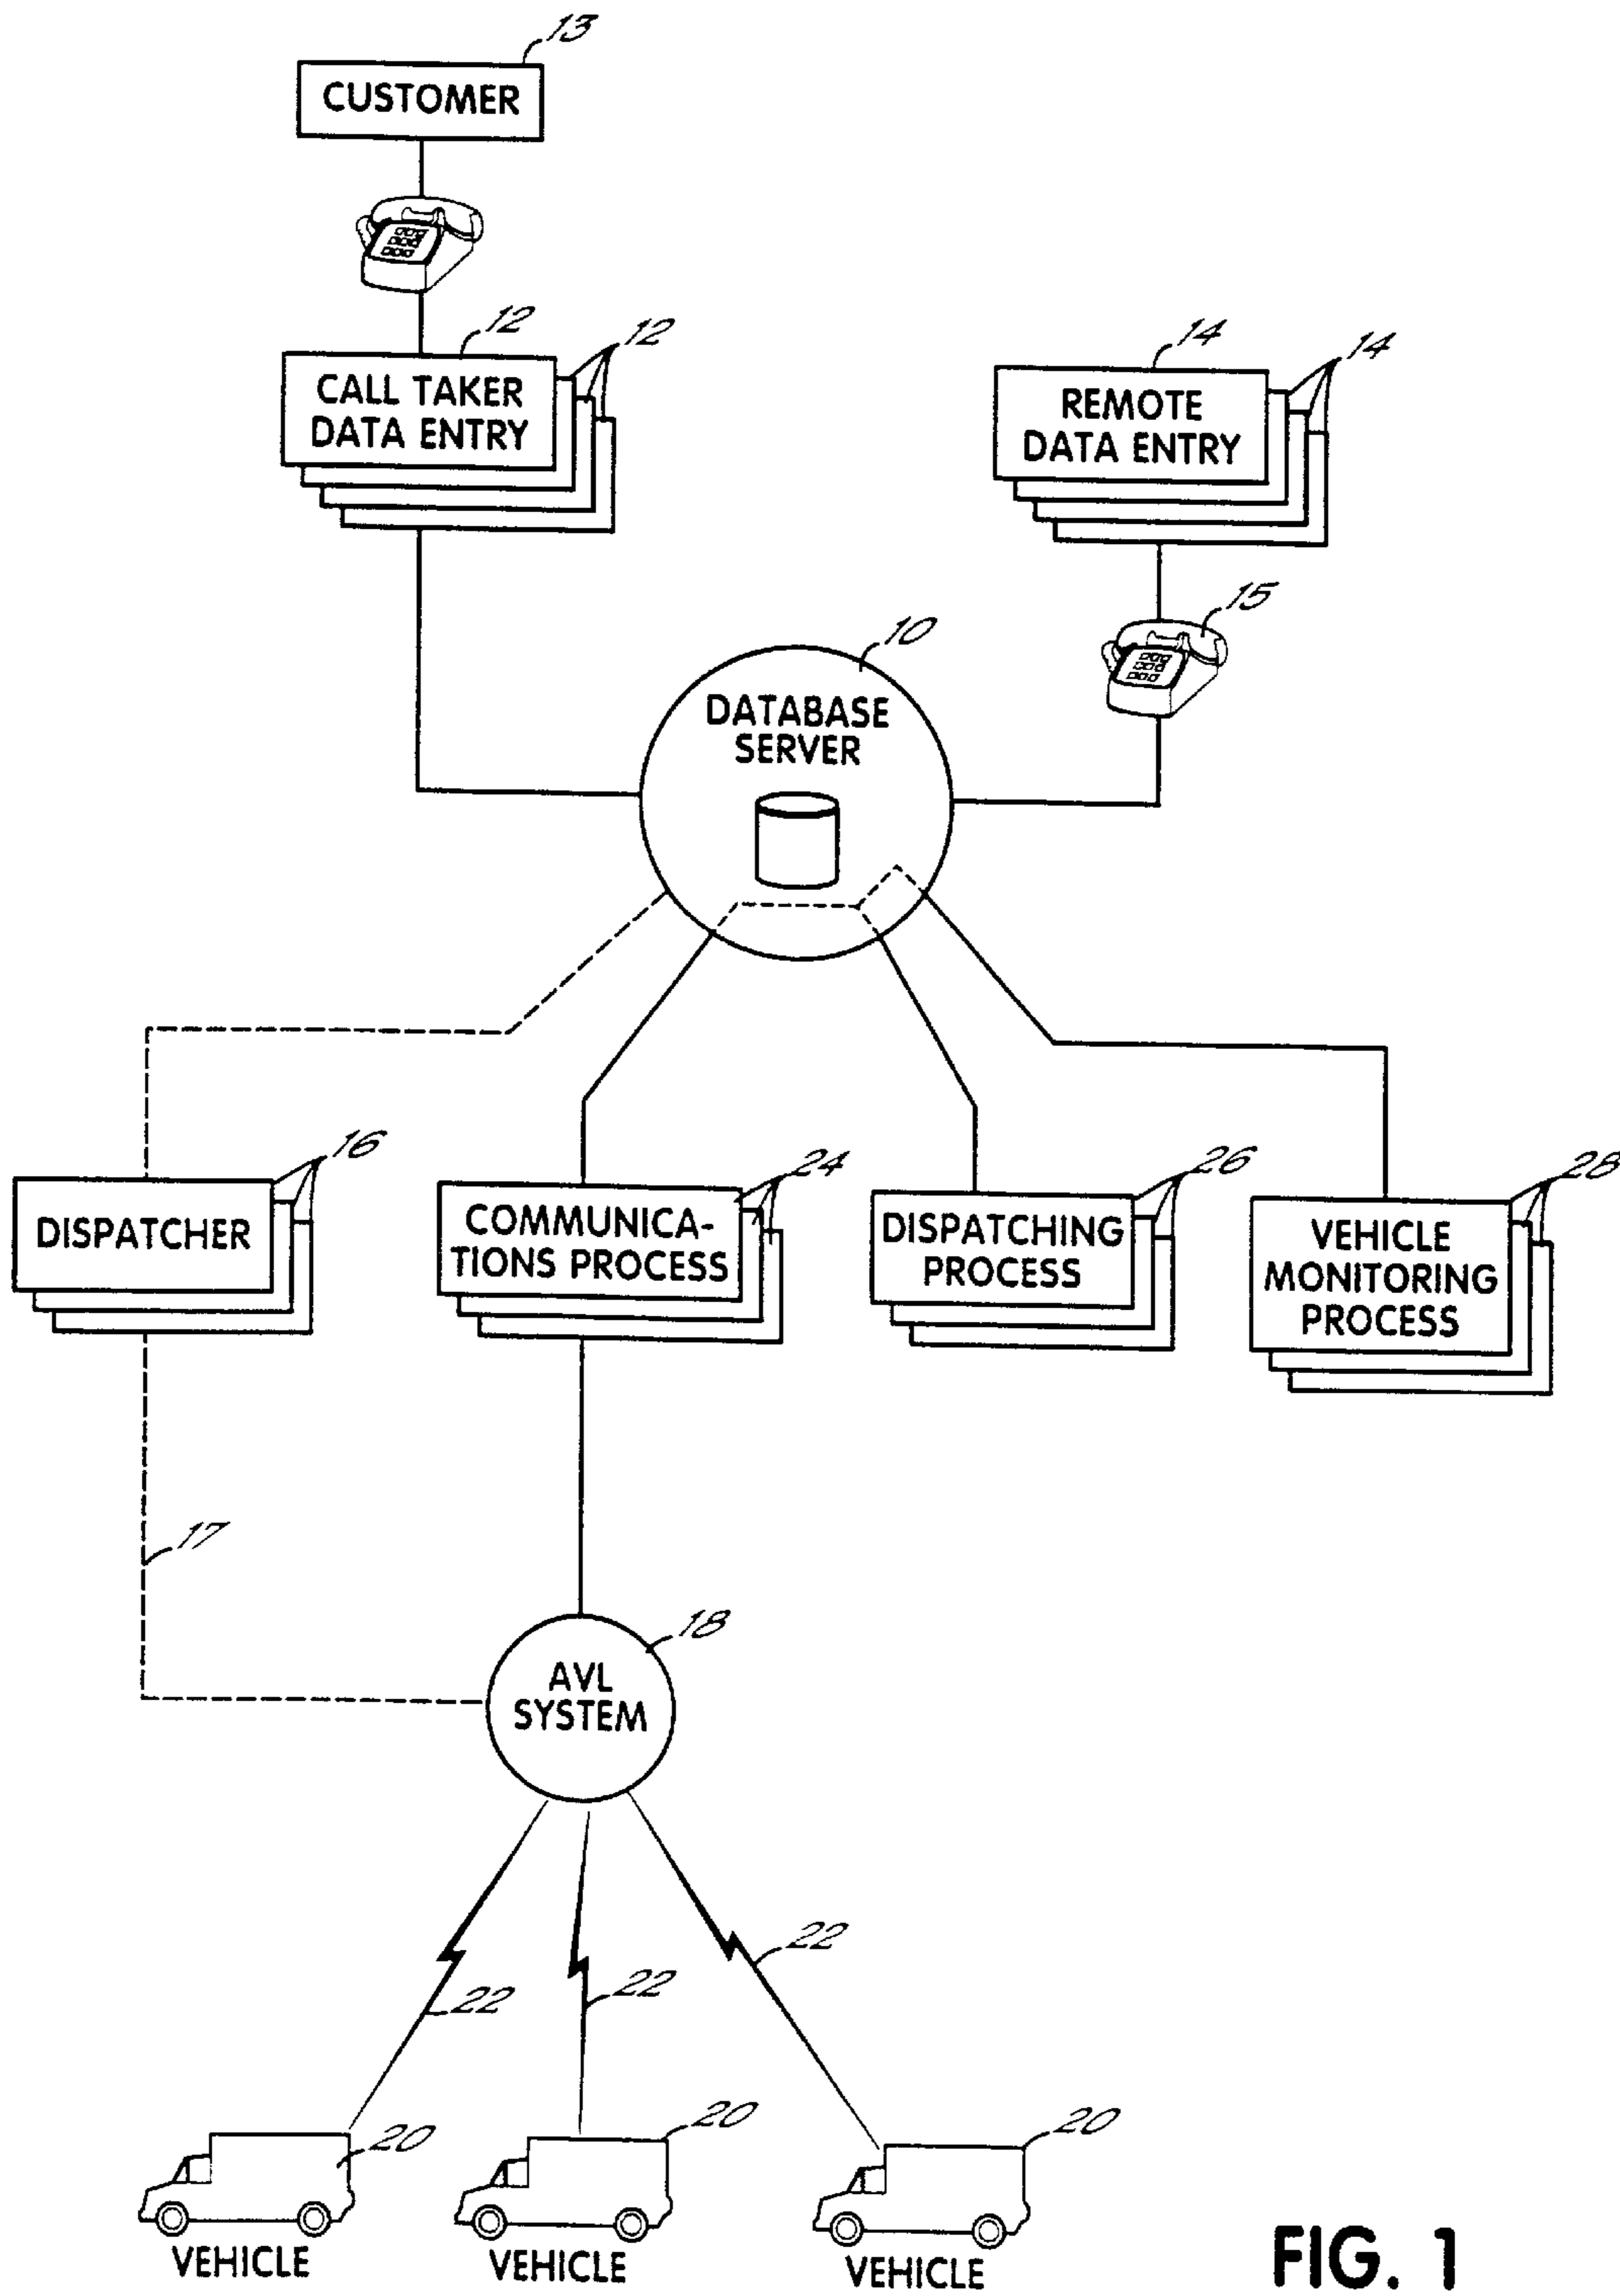 13
CUSTOMER
12
12
CALL TAKER
DATA ENTRY
14
14
REMOTE
DATA ENTRY
15
10
DATABASE
SERVER
16
DISPATCHER
24
COMMUNICA-
TIONS PROCESS
26
DISPATCHING
PROCESS
28
VEHICLE
MONITORING
PROCESS
17
18
AVL
SYSTEM
22
22
22
20
20
20
VEHICLE
VEHICLE
VEHICLE
FIG. 1